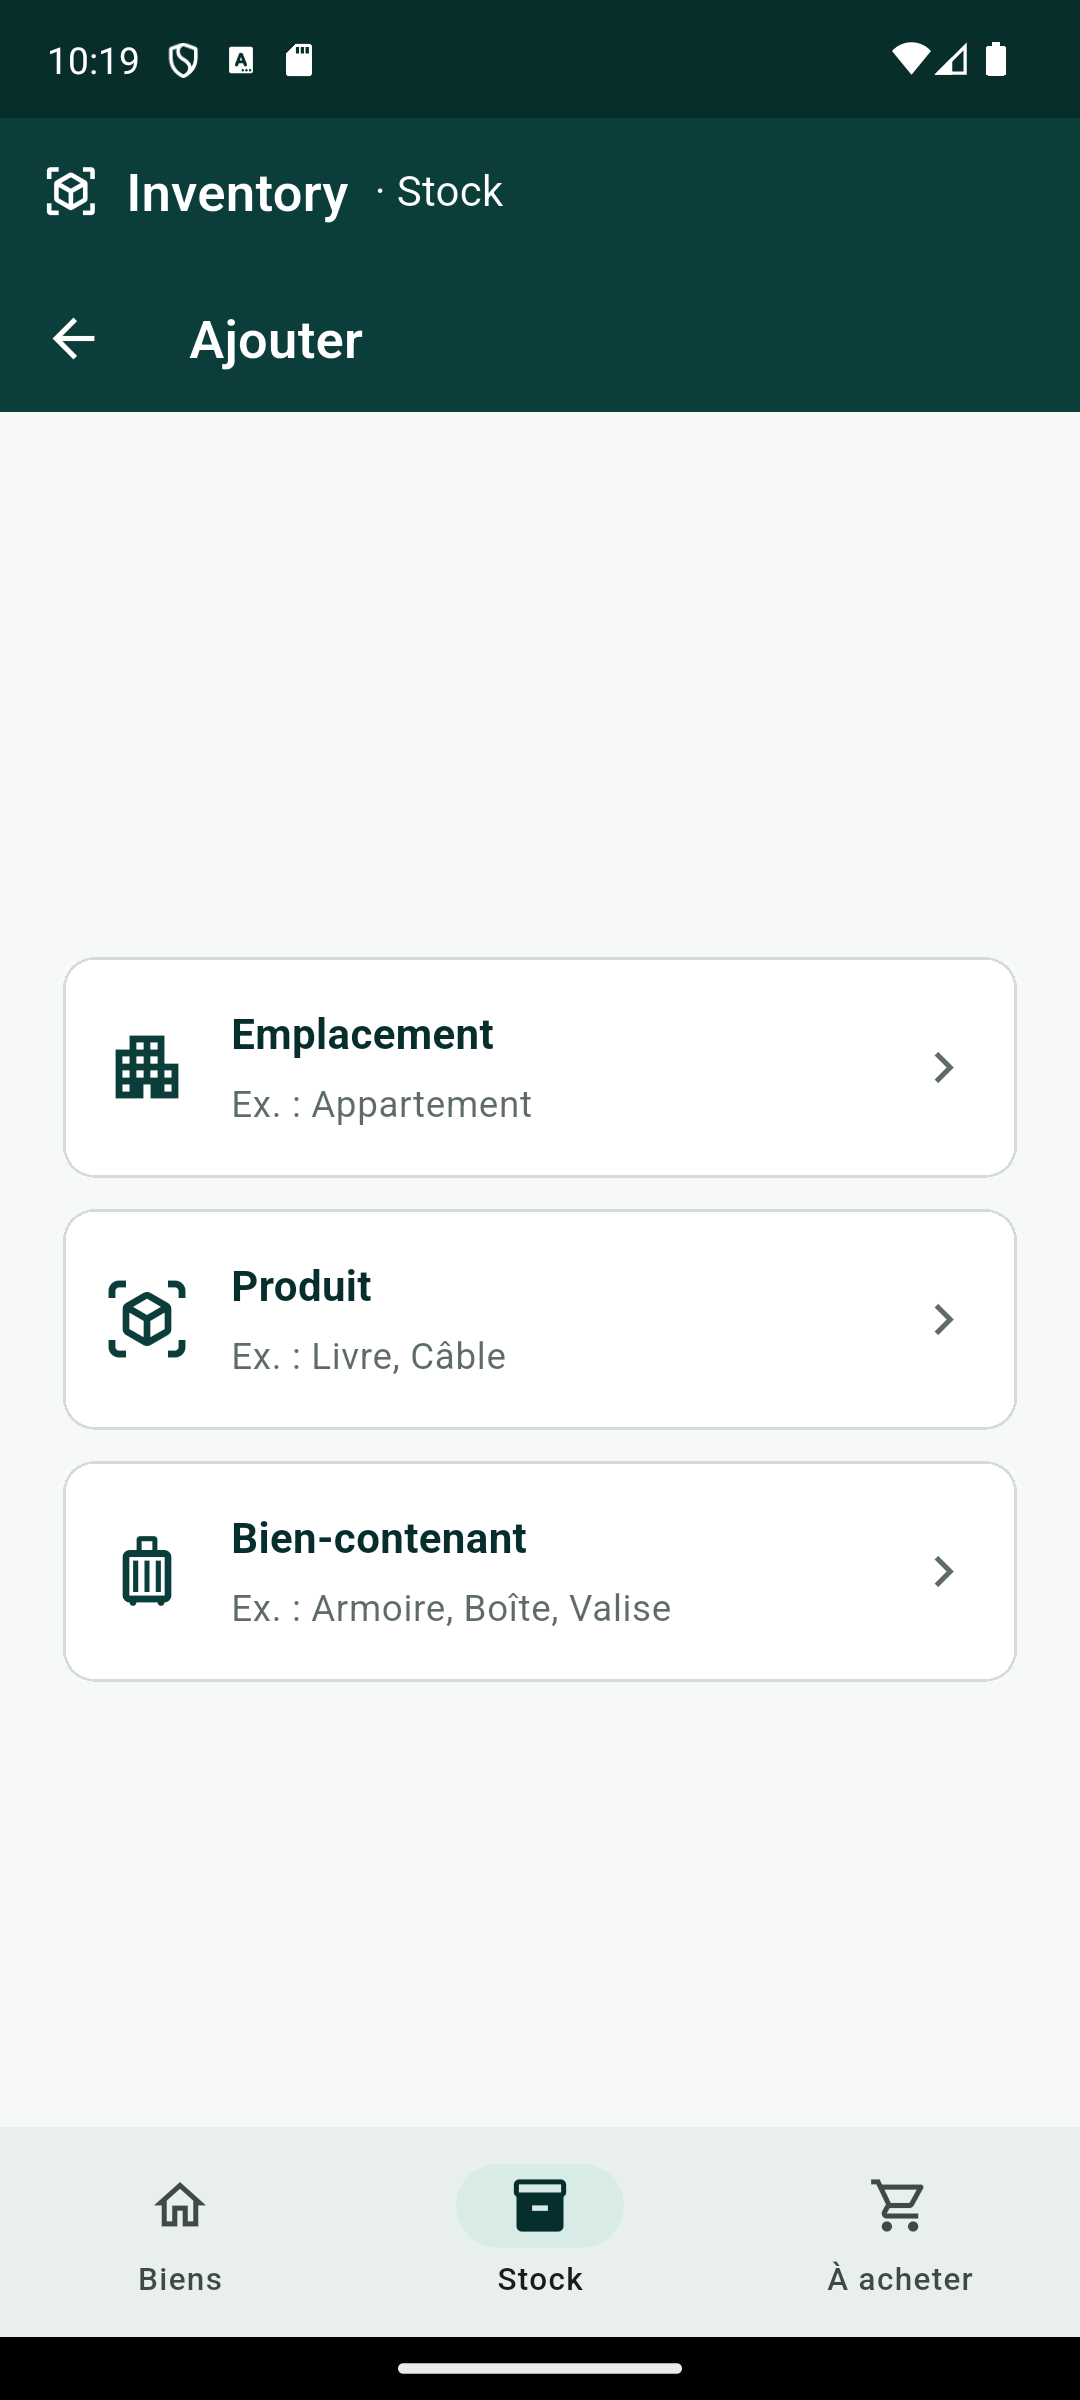 10:19
Inventory · Stock
Ajouter
Emplacement
Ex. : Appartement
Produit
Ex. : Livre, Câble
Bien-contenant
Ex. : Armoire, Boîte, Valise
Biens
Stock
À acheter